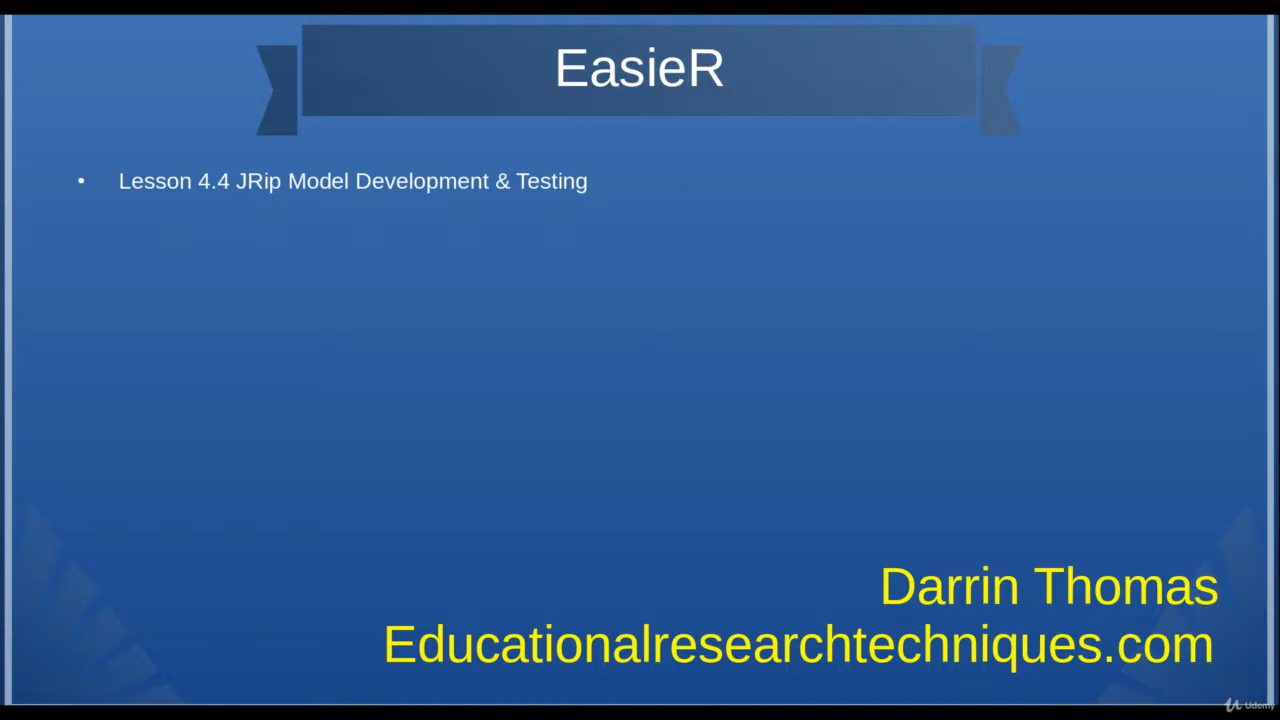 EasieR
• Lesson 4.4 JRip Model Development & Testing
Darrin Thomas
Educationalresearchtechniques.com
Udemy